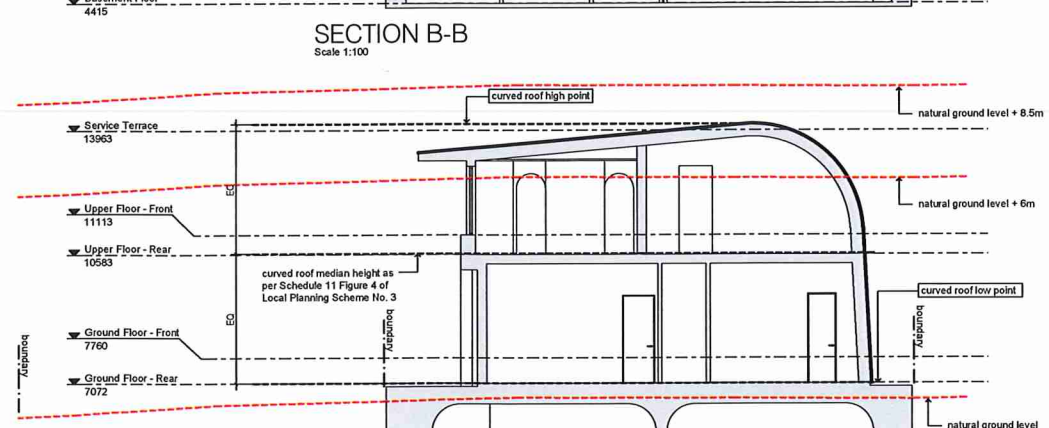 Basement Floor
4415
SECTION B-B
Scale 1:100
curved roof high point
natural ground level + 8.5m
Service Terrace
13963
EQ
natural ground level + 6m
Upper Floor - Front
11113
Upper Floor - Rear
10583
curved roof median height as
per Schedule 11 Figure 4 of
Local Planning Scheme No. 3
curved roof low point
EQ
boundary
boundary
boundary
Ground Floor - Front
7760
Ground Floor - Rear
7072
natural ground level